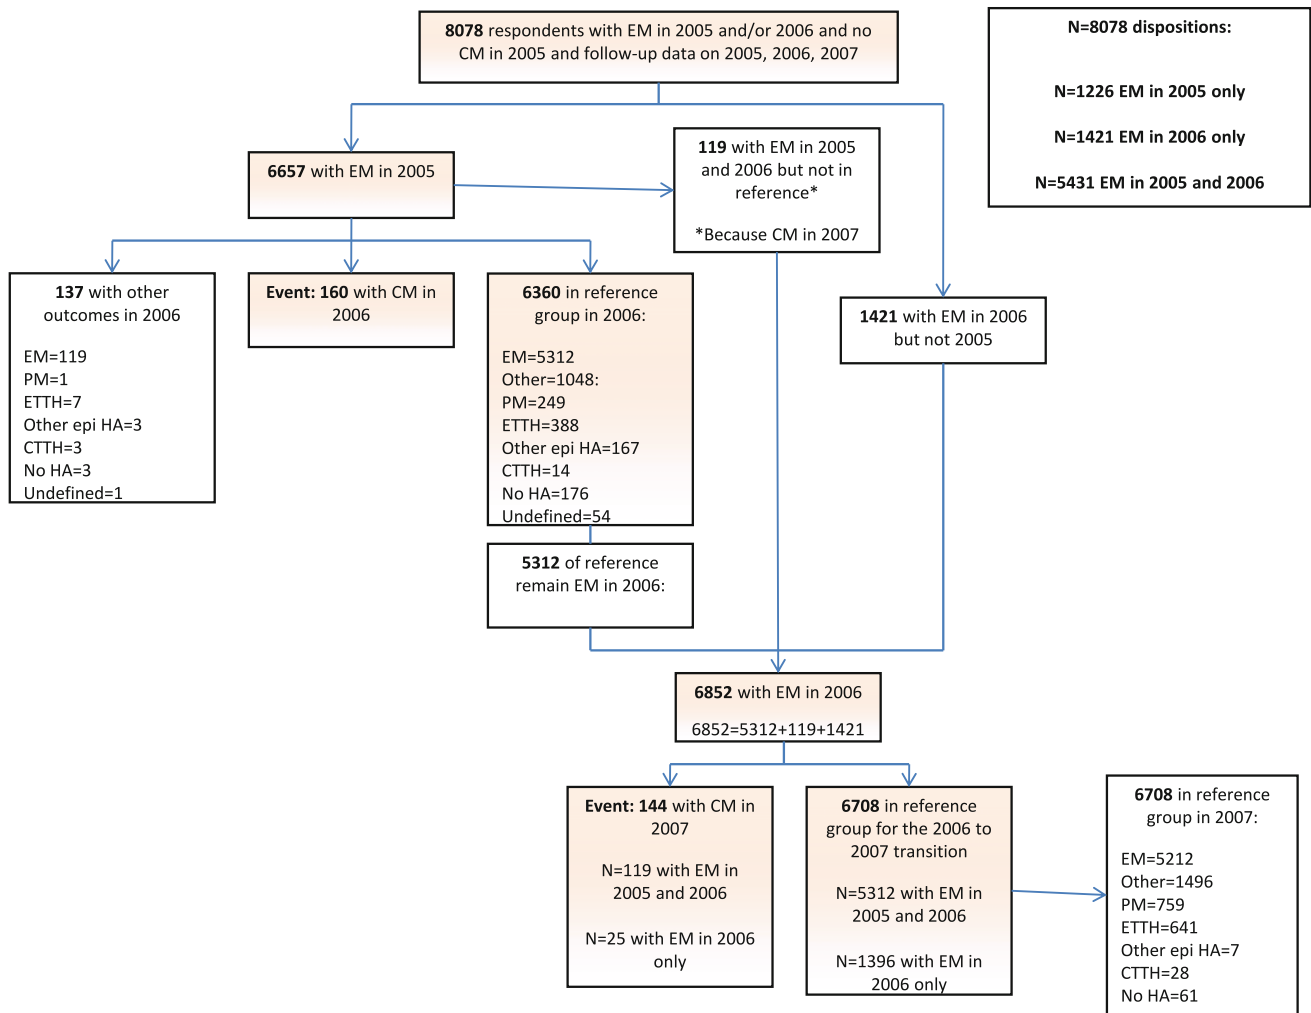 8078 respondents with EM in 2005 and/or 2006 and no
CM in 2005 and follow-up data on 2005, 2006, 2007
N=8078 dispositions:
N=1226 EM in 2005 only
N=1421 EM in 2006 only
N=5431 EM in 2005 and 2006
6657 with EM in 2005
119 with EM in 2005
and 2006 but not in
reference*
*Because CM in 2007
137 with other
outcomes in 2006
EM=119
PM=1
ETTH=7
Other epi HA=3
CTTH=3
No HA=3
Undefined=1
Event: 160 with CM in
2006
6360 in reference
group in 2006:
EM=5312
Other=1048:
PM=249
ETTH=388
Other epi HA=167
CTTH=14
No HA=176
Undefined=54
1421 with EM in 2006
but not 2005
5312 of reference
remain EM in 2006:
6852 with EM in 2006
6852=5312+119+1421
Event: 144 with CM in
2007
N=119 with EM in
2005 and 2006
N=25 with EM in 2006
only
6708 in reference
group for the 2006 to
2007 transition
N=5312 with EM in
2005 and 2006
N=1396 with EM in
2006 only
6708 in reference
group in 2007:
EM=5212
Other=1496
PM=759
ETTH=641
Other epi HA=7
CTTH=28
No HA=61